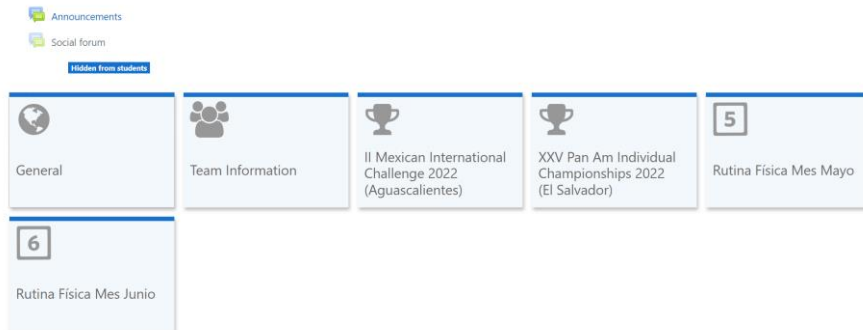 Announcements
Social forum
Hidden from students
General
Team Information
II Mexican International
Challenge 2022
(Aguascalientes)
XXV Pan Am Individual
Championships 2022
(El Salvador)
5
Rutina Física Mes Mayo
6
Rutina Física Mes Junio